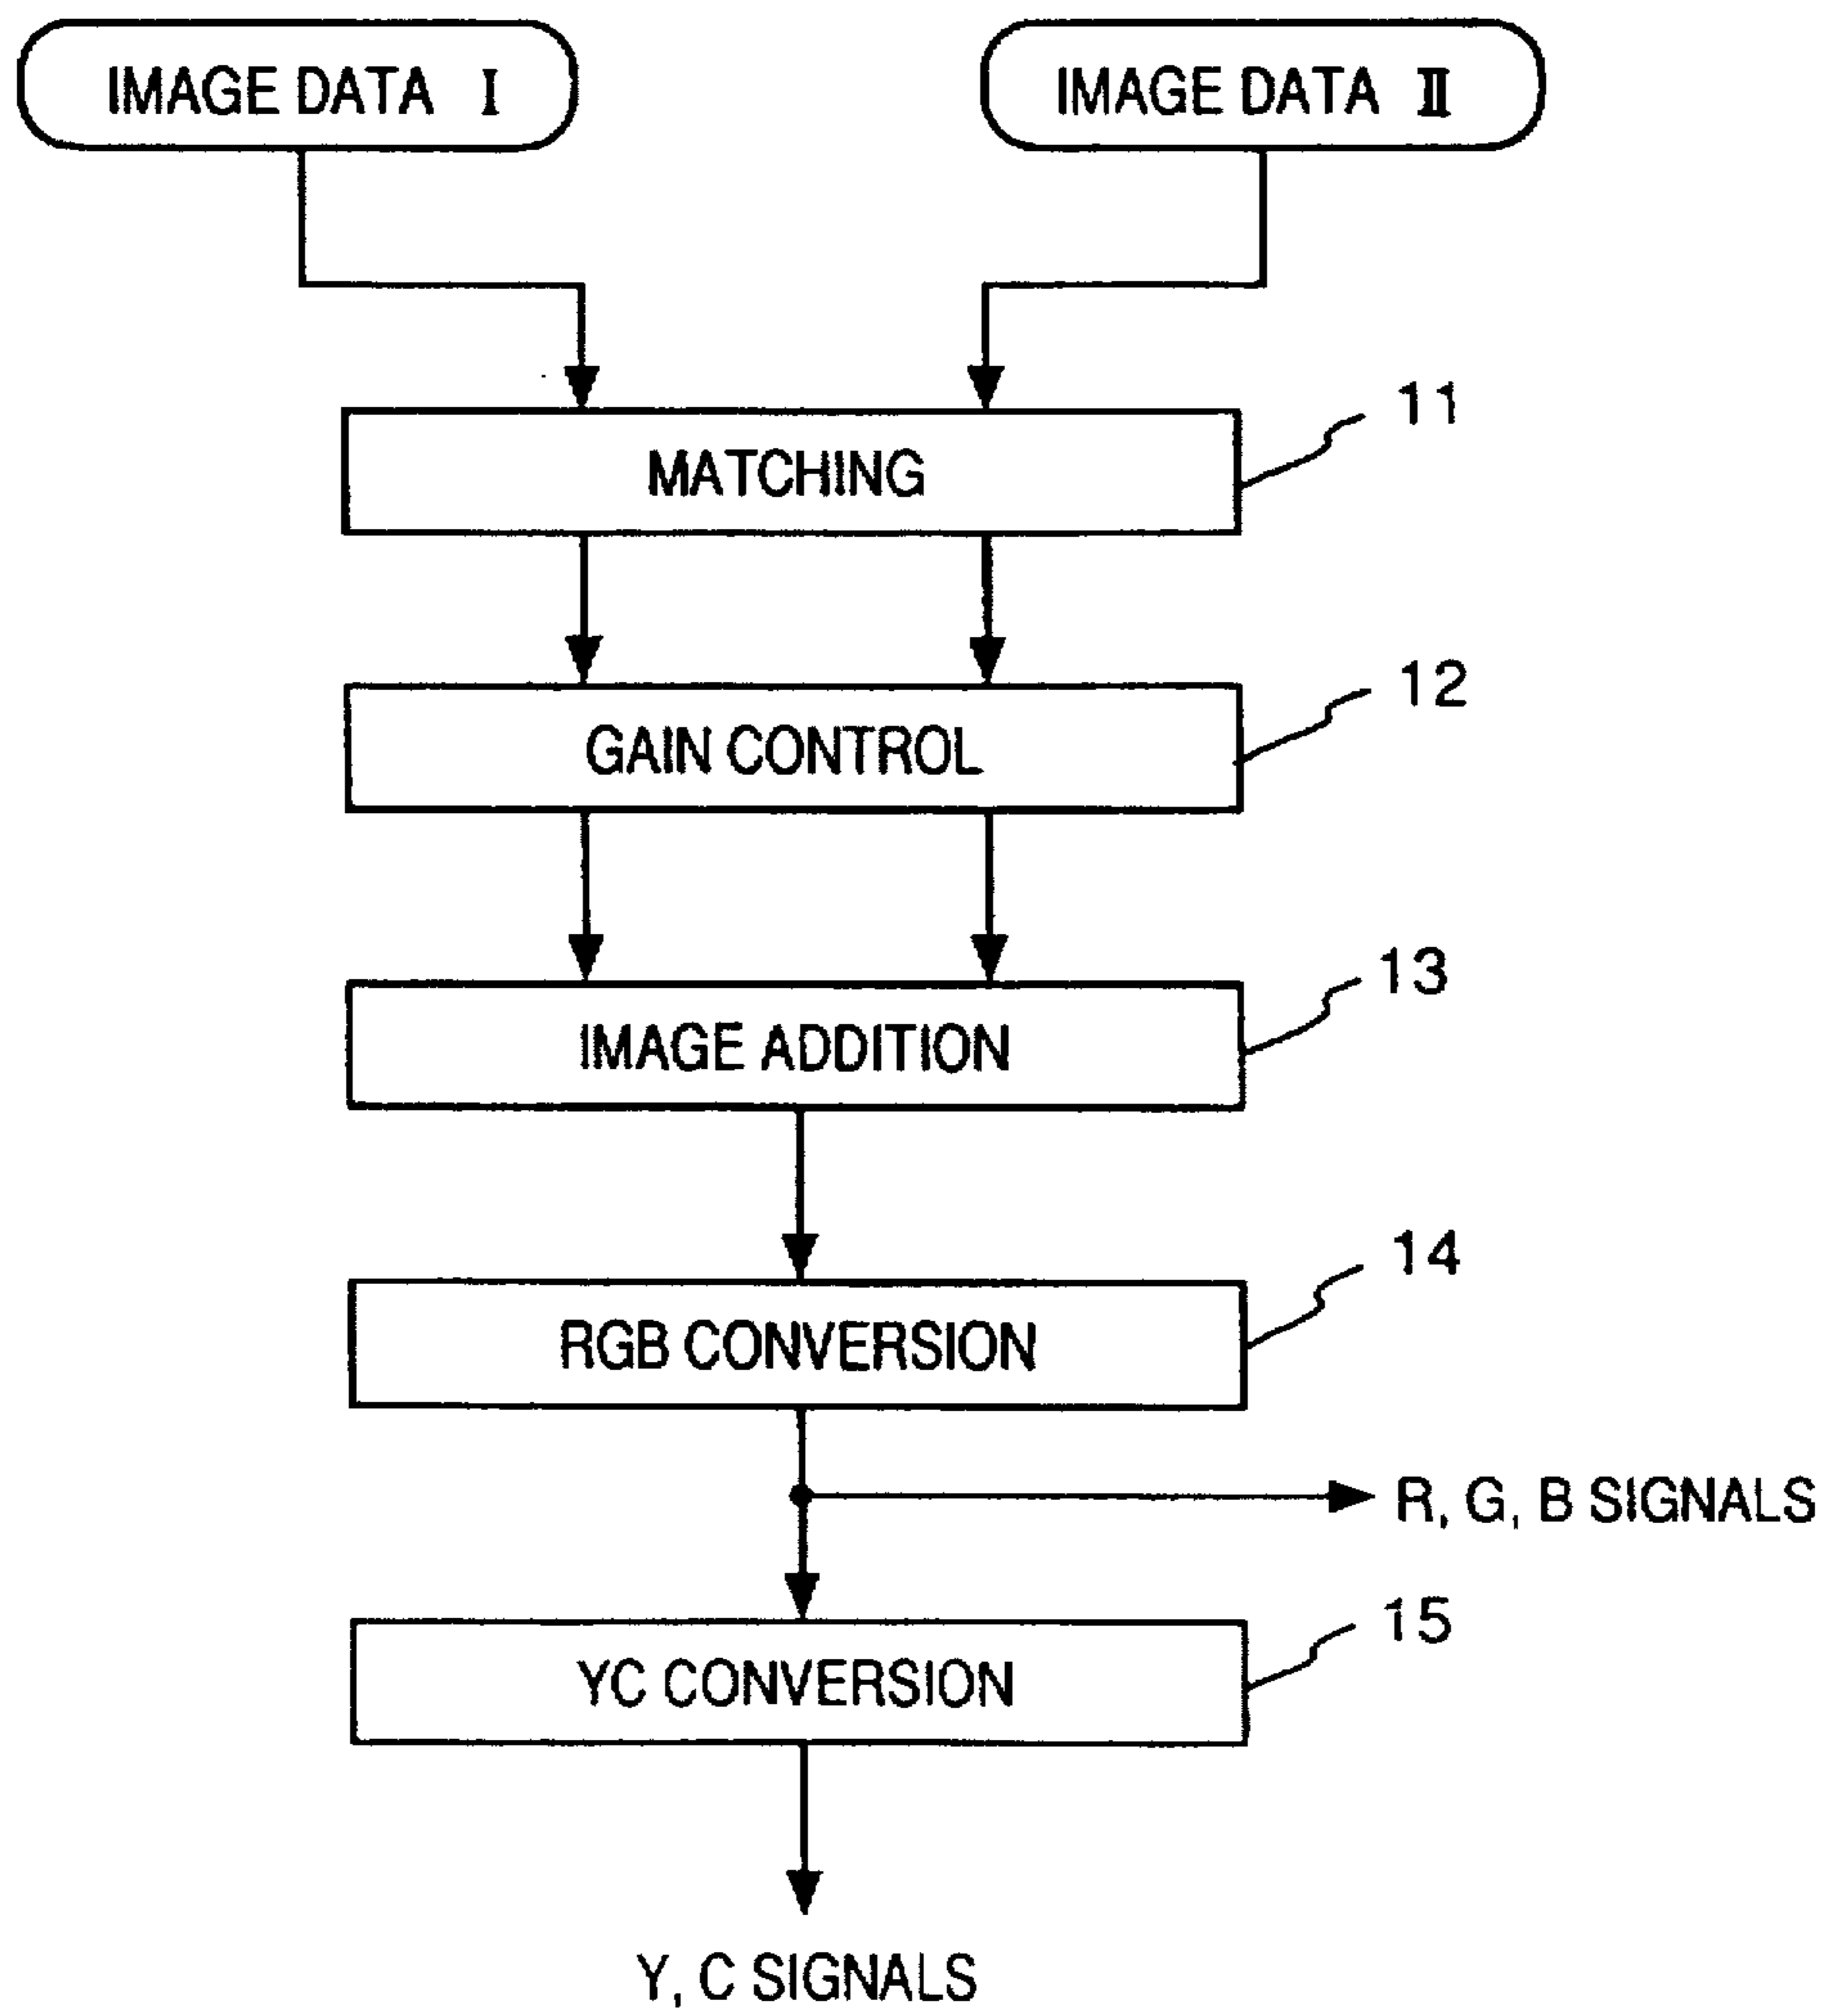 IMAGE DATA I
IMAGE DATA II
11
MATCHING
12
GAIN CONTROL
13
IMAGE ADDITION
14
RGB CONVERSION
R, G, B SIGNALS
15
YC CONVERSION
Y, C SIGNALS